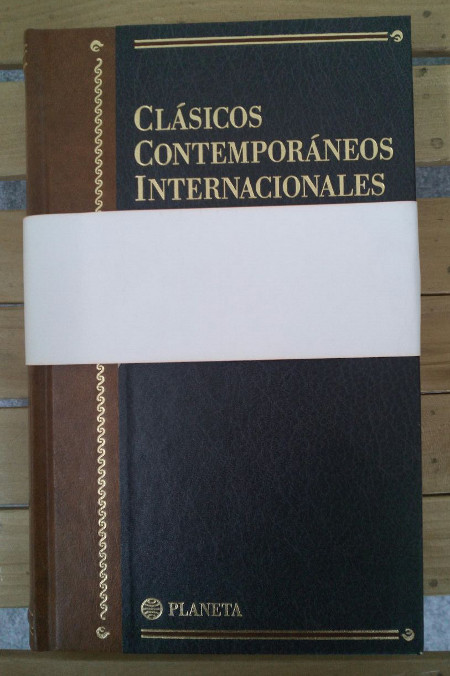 CLÁSICOS
CONTEMPORÁNEOS
INTERNACIONALES
PLANETA